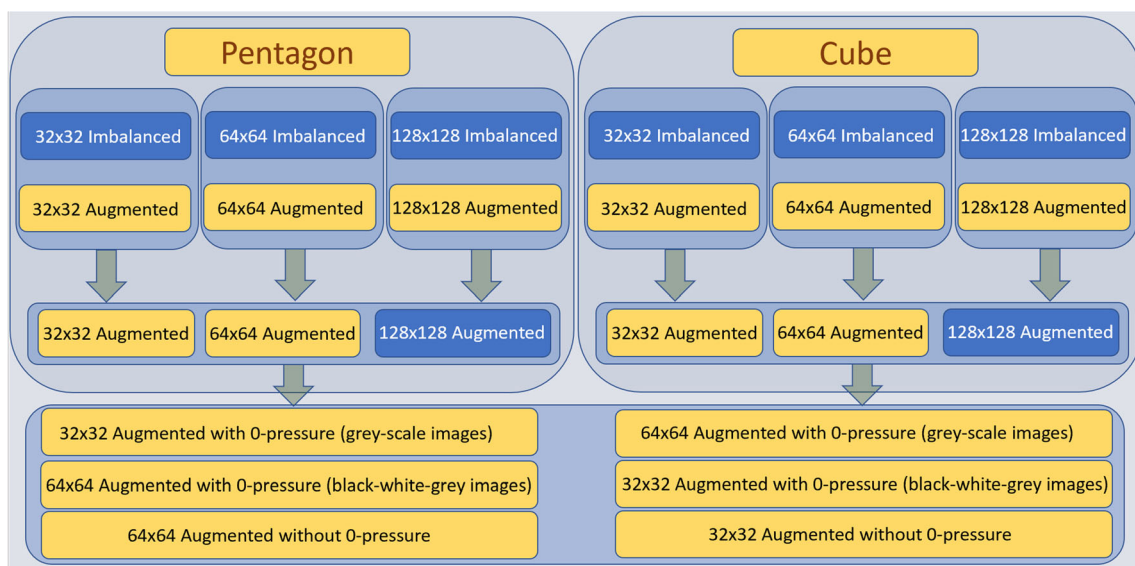 Pentagon
Cube
32x32 Imbalanced
64x64 Imbalanced
128x128 Imbalanced
32x32 Imbalanced
64x64 Imbalanced
128x128 Imbalanced
32x32 Augmented
64x64 Augmented
128x128 Augmented
32x32 Augmented
64x64 Augmented
128x128 Augmented
32x32 Augmented
64x64 Augmented
128x128 Augmented
32x32 Augmented
64x64 Augmented
128x128 Augmented
32x32 Augmented with 0-pressure (grey-scale images)
64x64 Augmented with 0-pressure (grey-scale images)
64x64 Augmented with 0-pressure (black-white-grey images)
32x32 Augmented with 0-pressure (black-white-grey images)
64x64 Augmented without 0-pressure
32x32 Augmented without 0-pressure